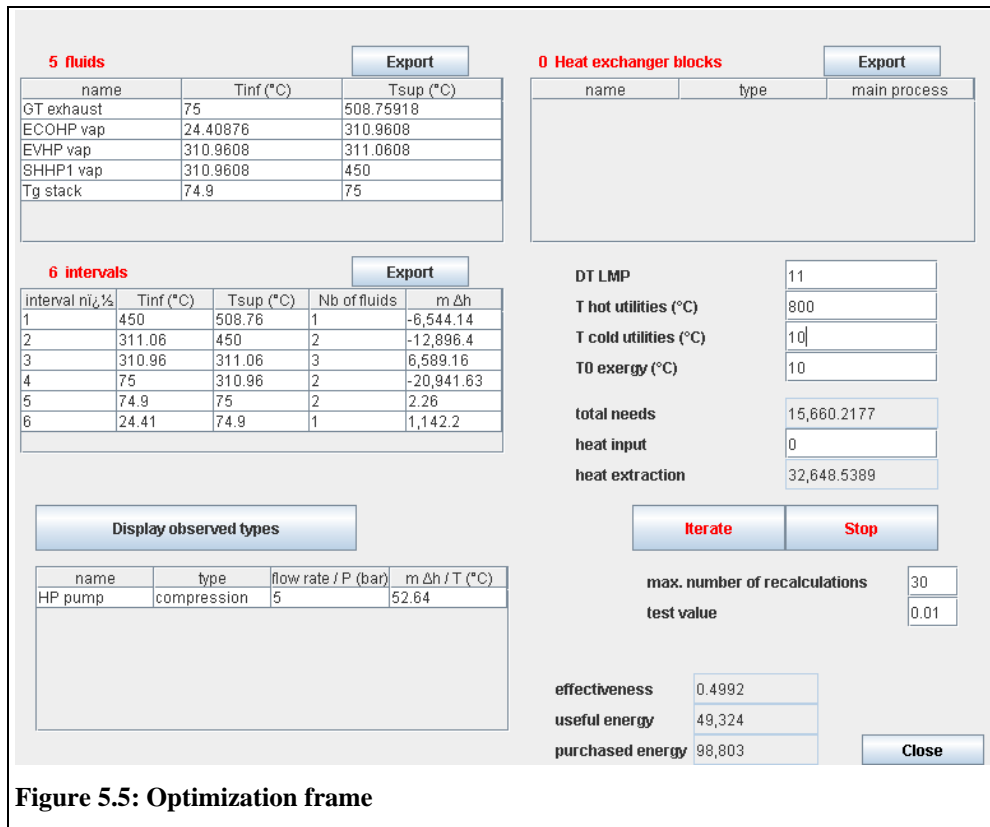 5 fluids Export
name Tinf (°C) Tsup (°C)
GT exhaust 75 508.75918
ECOHP vap 24.40876 310.9608
EVHP vap 310.9608 311.0608
SHHP1 vap 310.9608 450
Tg stack 74.9 75
0 Heat exchanger blocks Export
name type main process
6 intervals Export
interval nï¿½ Tinf (°C) Tsup (°C) Nb of fluids m Δh
1 450 508.76 1 -6,544.14
2 311.06 450 2 -12,896.4
3 310.96 311.06 3 6,589.16
4 75 310.96 2 -20,941.63
5 74.9 75 2 2.26
6 24.41 74.9 1 1,142.2
DT LMP 11
T hot utilities (°C) 800
T cold utilities (°C) 10
T0 exergy (°C) 10
total needs 15,660.2177
heat input 0
heat extraction 32,648.5389
Display observed types
Iterate Stop
name type flow rate / P (bar) m Δh / T (°C)
HP pump compression 5 52.64
max. number of recalculations 30
test value 0.01
effectiveness 0.4992
useful energy 49,324
purchased energy 98,803
Close
Figure 5.5: Optimization frame